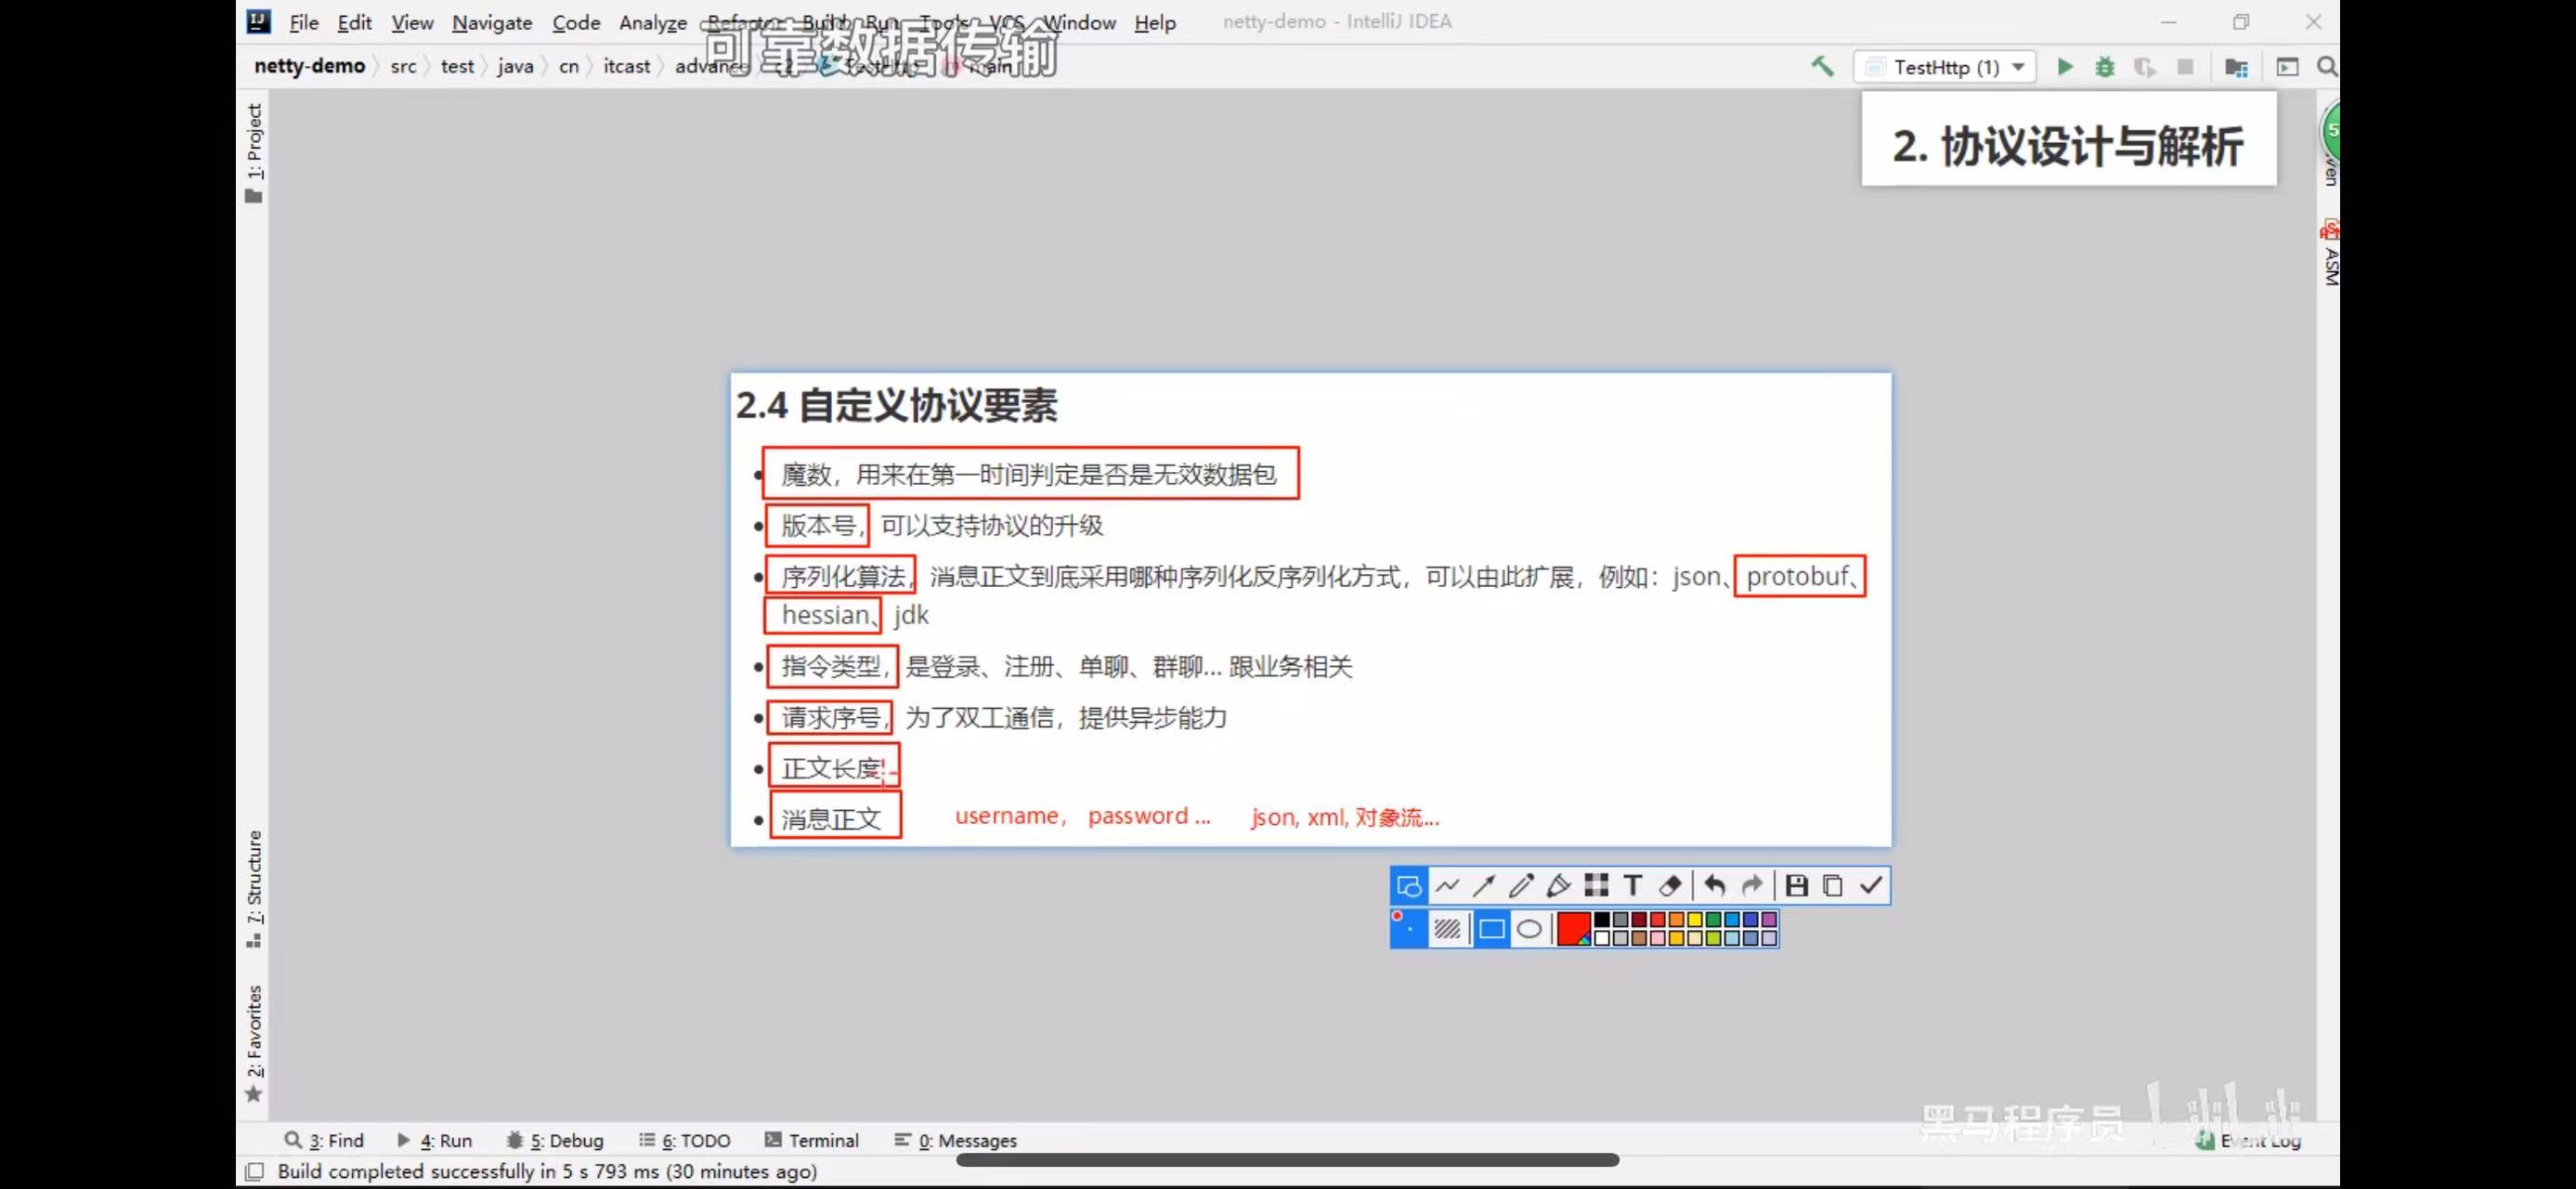 File Edit View Navigate Code Analyze Refactor Build Run Tools VCS Window Help netty-demo - IntelliJ IDEA
可靠数据传输
netty-demo src test java cn itcast advance c2 TestHttp main
TestHttp (1)
1: Project
2. 协议设计与解析
5
ASM
2.4 自定义协议要素
魔数，用来在第一时间判定是否是无效数据包
版本号，可以支持协议的升级
序列化算法，消息正文到底采用哪种序列化反序列化方式，可以由此扩展，例如：json、protobuf、
hessian、jdk
指令类型，是登录、注册、单聊、群聊... 跟业务相关
请求序号，为了双工通信，提供异步能力
正文长度
消息正文 username, password ... json, xml, 对象流...
T
7: Structure
2: Favorites
黑马程序员 bilibili
3: Find 4: Run 5: Debug 6: TODO Terminal 0: Messages Event Log
Build completed successfully in 5 s 793 ms (30 minutes ago)